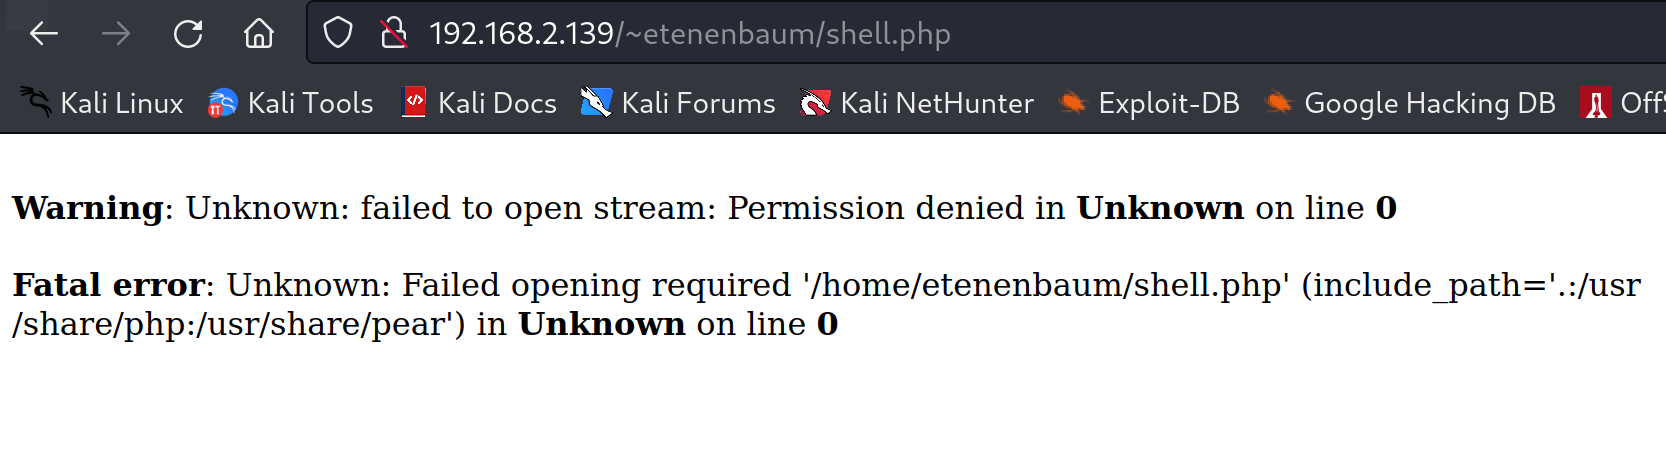 192.168.2.139/~etenenbaum/shell.php
Kali Linux Kali Tools Kali Docs Kali Forums Kali NetHunter Exploit-DB Google Hacking DB
Warning: Unknown: failed to open stream: Permission denied in Unknown on line 0
Fatal error: Unknown: Failed opening required '/home/etenenbaum/shell.php' (include_path='.:/usr
/share/php:/usr/share/pear') in Unknown on line 0